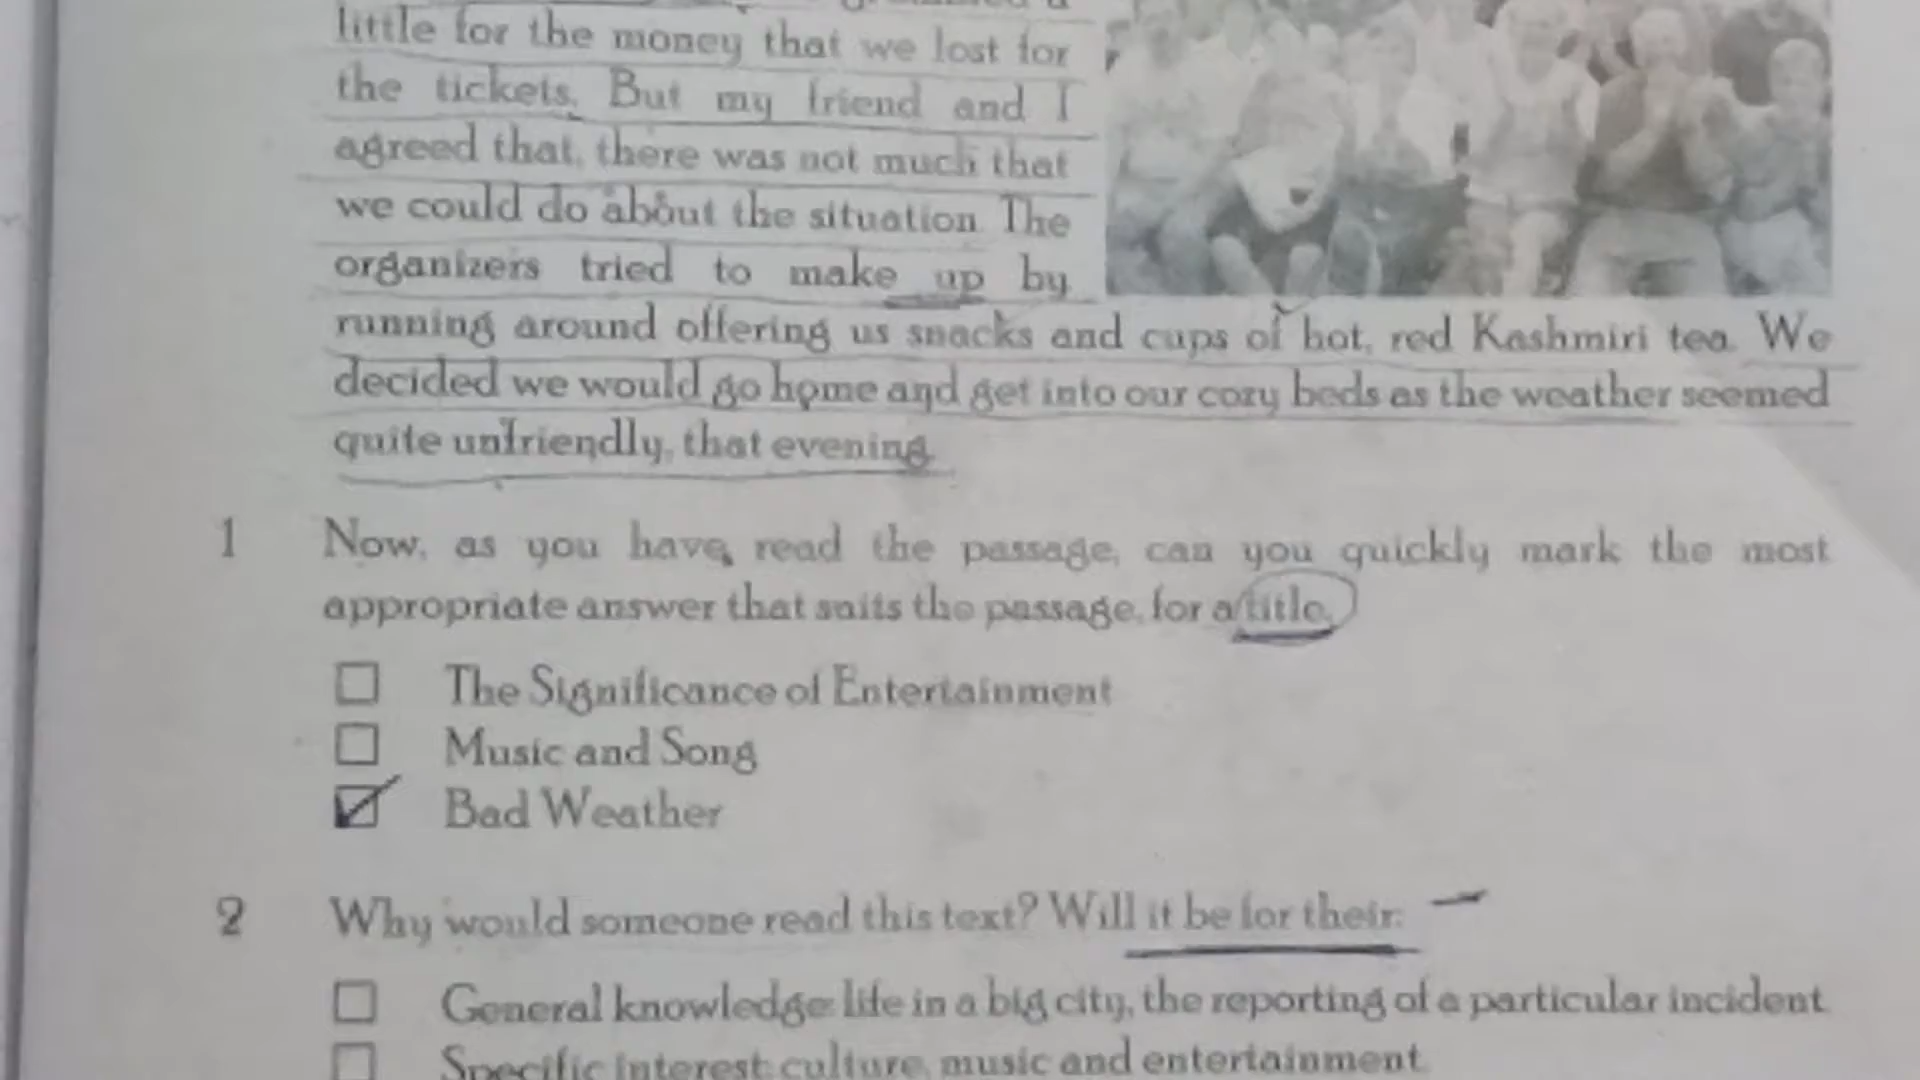 little for the money that we lost for
the tickets. But my friend and I
agreed that, there was not much that
we could do about the situation. The
organizers tried to make up by
running around offering us snacks and cups of hot, red Kashmiri tea. We
decided we would go home and get into our cozy beds as the weather seemed
quite unfriendly, that evening.
1 Now, as you have, read the passage, can you quickly mark the most
appropriate answer that suits the passage, for a title.
The Significance of Entertainment
Music and Song
Bad Weather
2 Why would someone read this text? Will it be for their:
General knowledge: life in a big city, the reporting of a particular incident.
Specific interest: culture, music and entertainment.